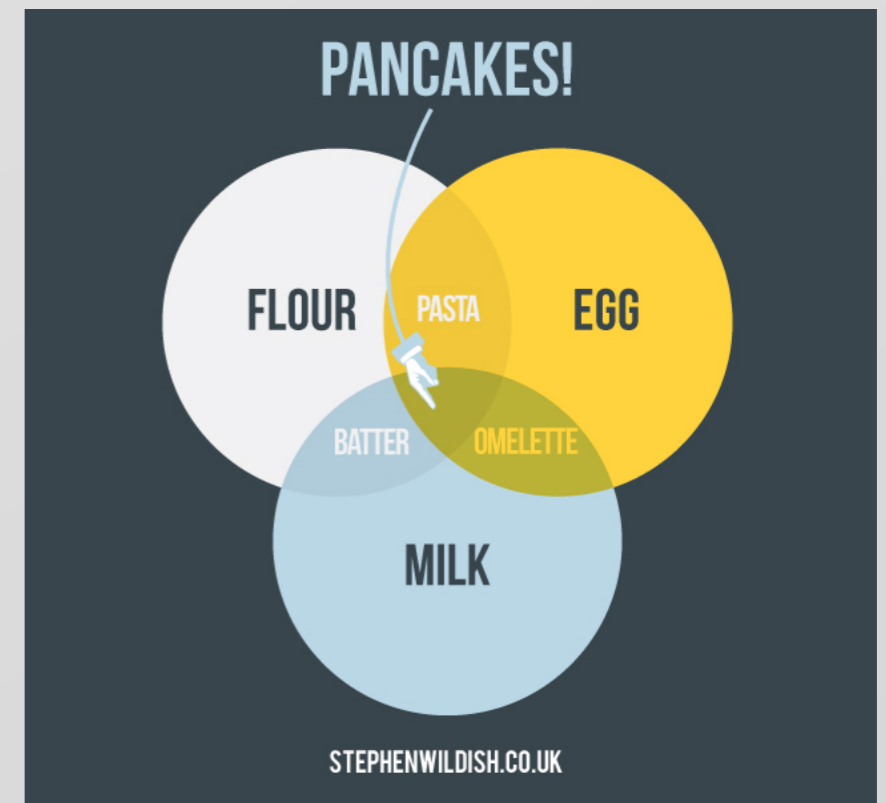 PANCAKES!
FLOUR
PASTA
EGG
BATTER
OMELETTE
MILK
STEPHENWILDISH.CO.UK